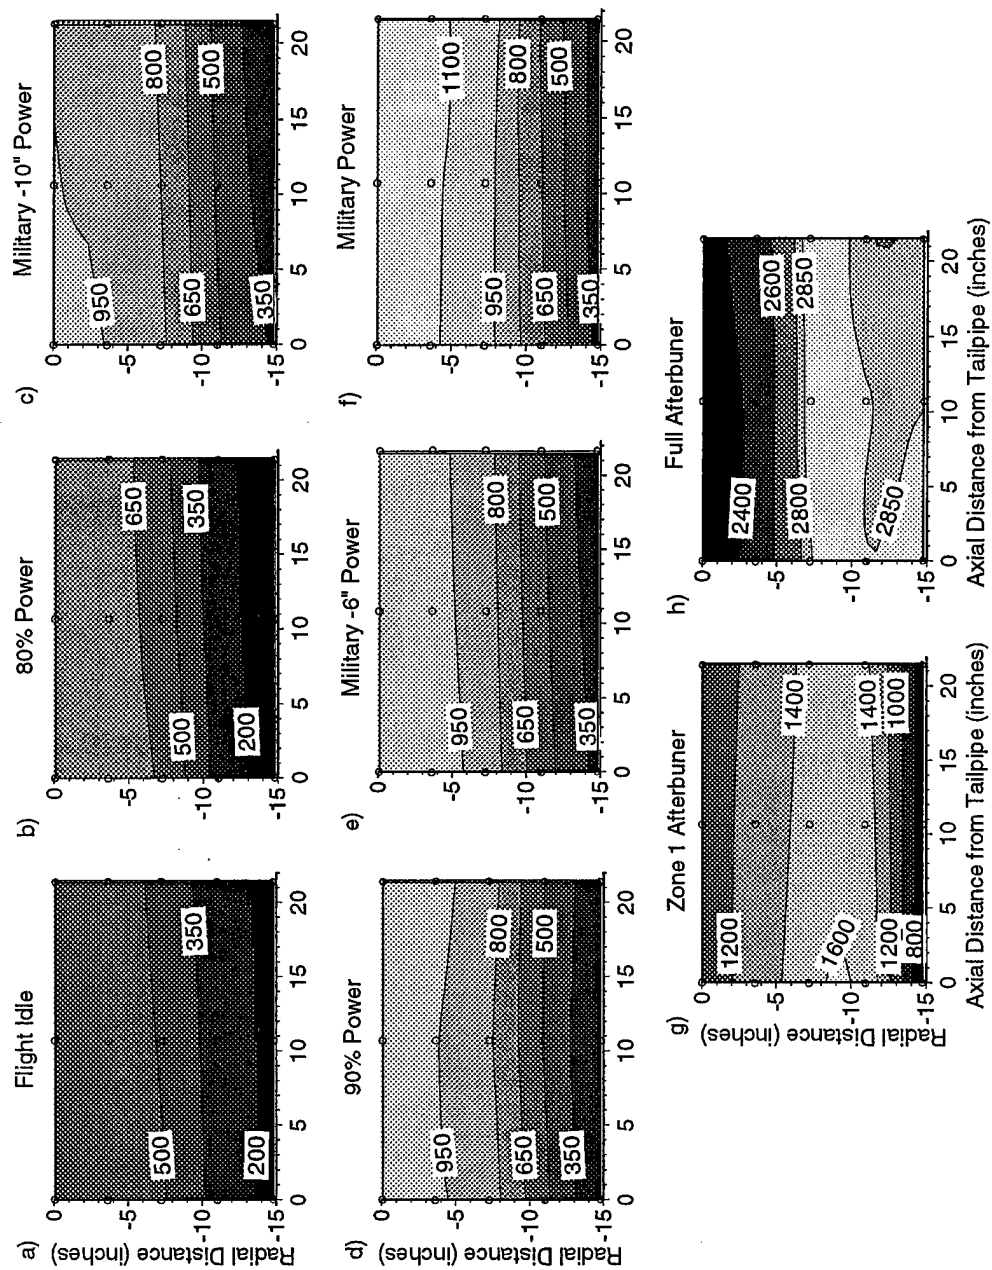 a)
Flight Idle
Radial Distance (inches)
0
-5
-10
-15
500
350
200
0 5 10 15 20
b)
80% Power
0
-5
-10
-15
650
500
350
200
0 5 10 15 20
c)
Military -10" Power
0
-5
-10
-15
950
800
650
500
350
0 5 10 15 20
d)
90% Power
Radial Distance (inches)
0
-5
-10
-15
950
800
650
500
350
0 5 10 15 20
e)
Military -6" Power
0
-5
-10
-15
950
800
650
500
350
0 5 10 15 20
f)
Military Power
0
-5
-10
-15
1100
950
800
650
500
350
0 5 10 15 20
g)
Zone 1 Afterbuner
Radial Distance (inches)
0
-5
-10
-15
1200
1400
1600
1400
1200
1000
800
0 5 10 15 20
Axial Distance from Tailpipe (inches)
h)
Full Afterbuner
0
-5
-10
-15
2400
2600
2800
2850
2850
0 5 10 15 20
Axial Distance from Tailpipe (inches)